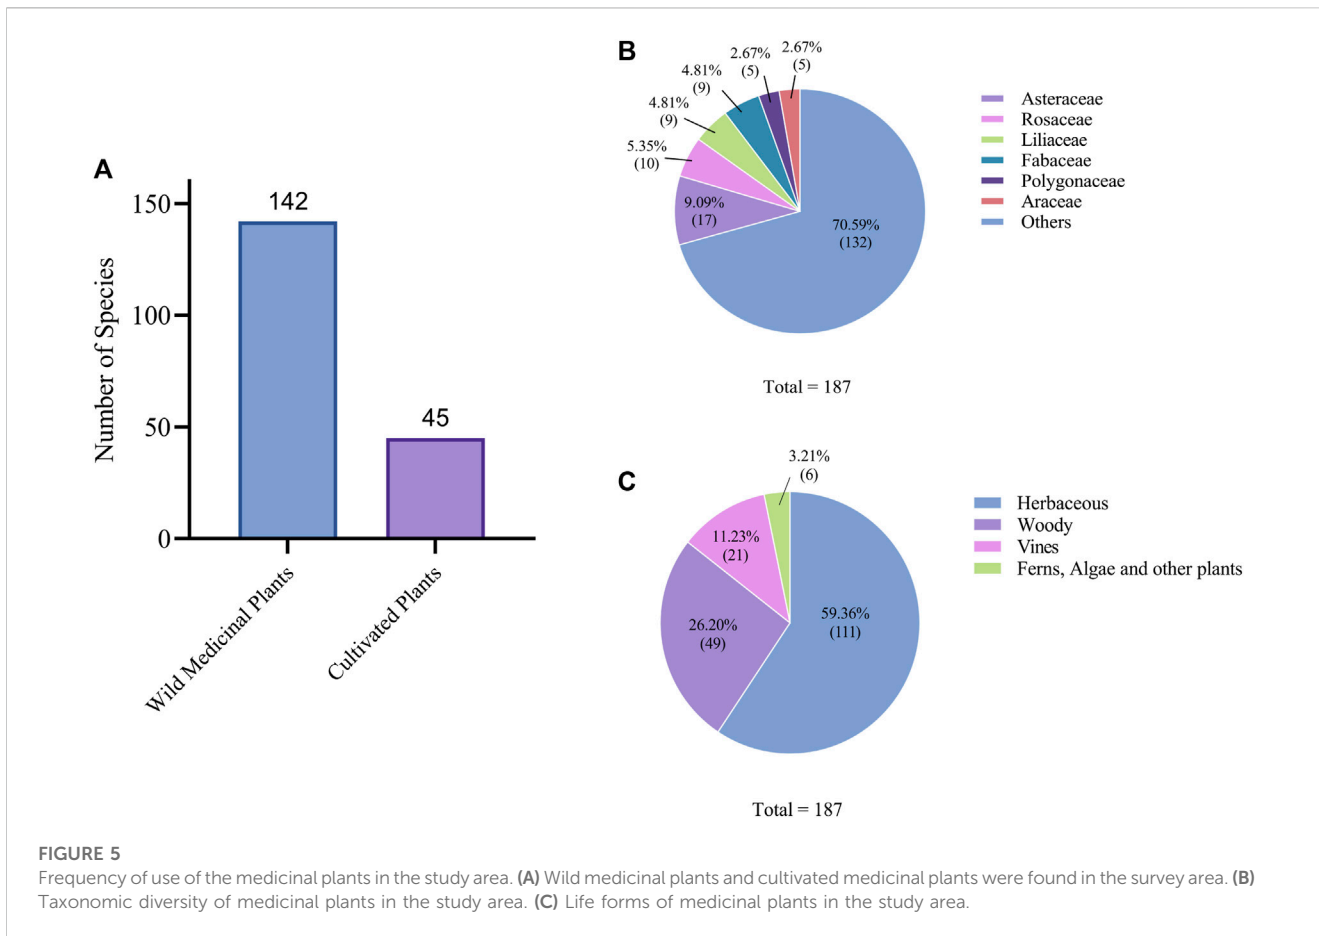 A
Number of Species
150
100
50
0
142
45
Wild Medicinal Plants
Cultivated Plants
B
2.67%
(5)
2.67%
(5)
4.81%
(9)
4.81%
(9)
5.35%
(10)
9.09%
(17)
70.59%
(132)
Asteraceae
Rosaceae
Liliaceae
Fabaceae
Polygonaceae
Araceae
Others
Total = 187
C
3.21%
(6)
11.23%
(21)
26.20%
(49)
59.36%
(111)
Herbaceous
Woody
Vines
Ferns, Algae and other plants
Total = 187
FIGURE 5
Frequency of use of the medicinal plants in the study area. (A) Wild medicinal plants and cultivated medicinal plants were found in the survey area. (B)
Taxonomic diversity of medicinal plants in the study area. (C) Life forms of medicinal plants in the study area.